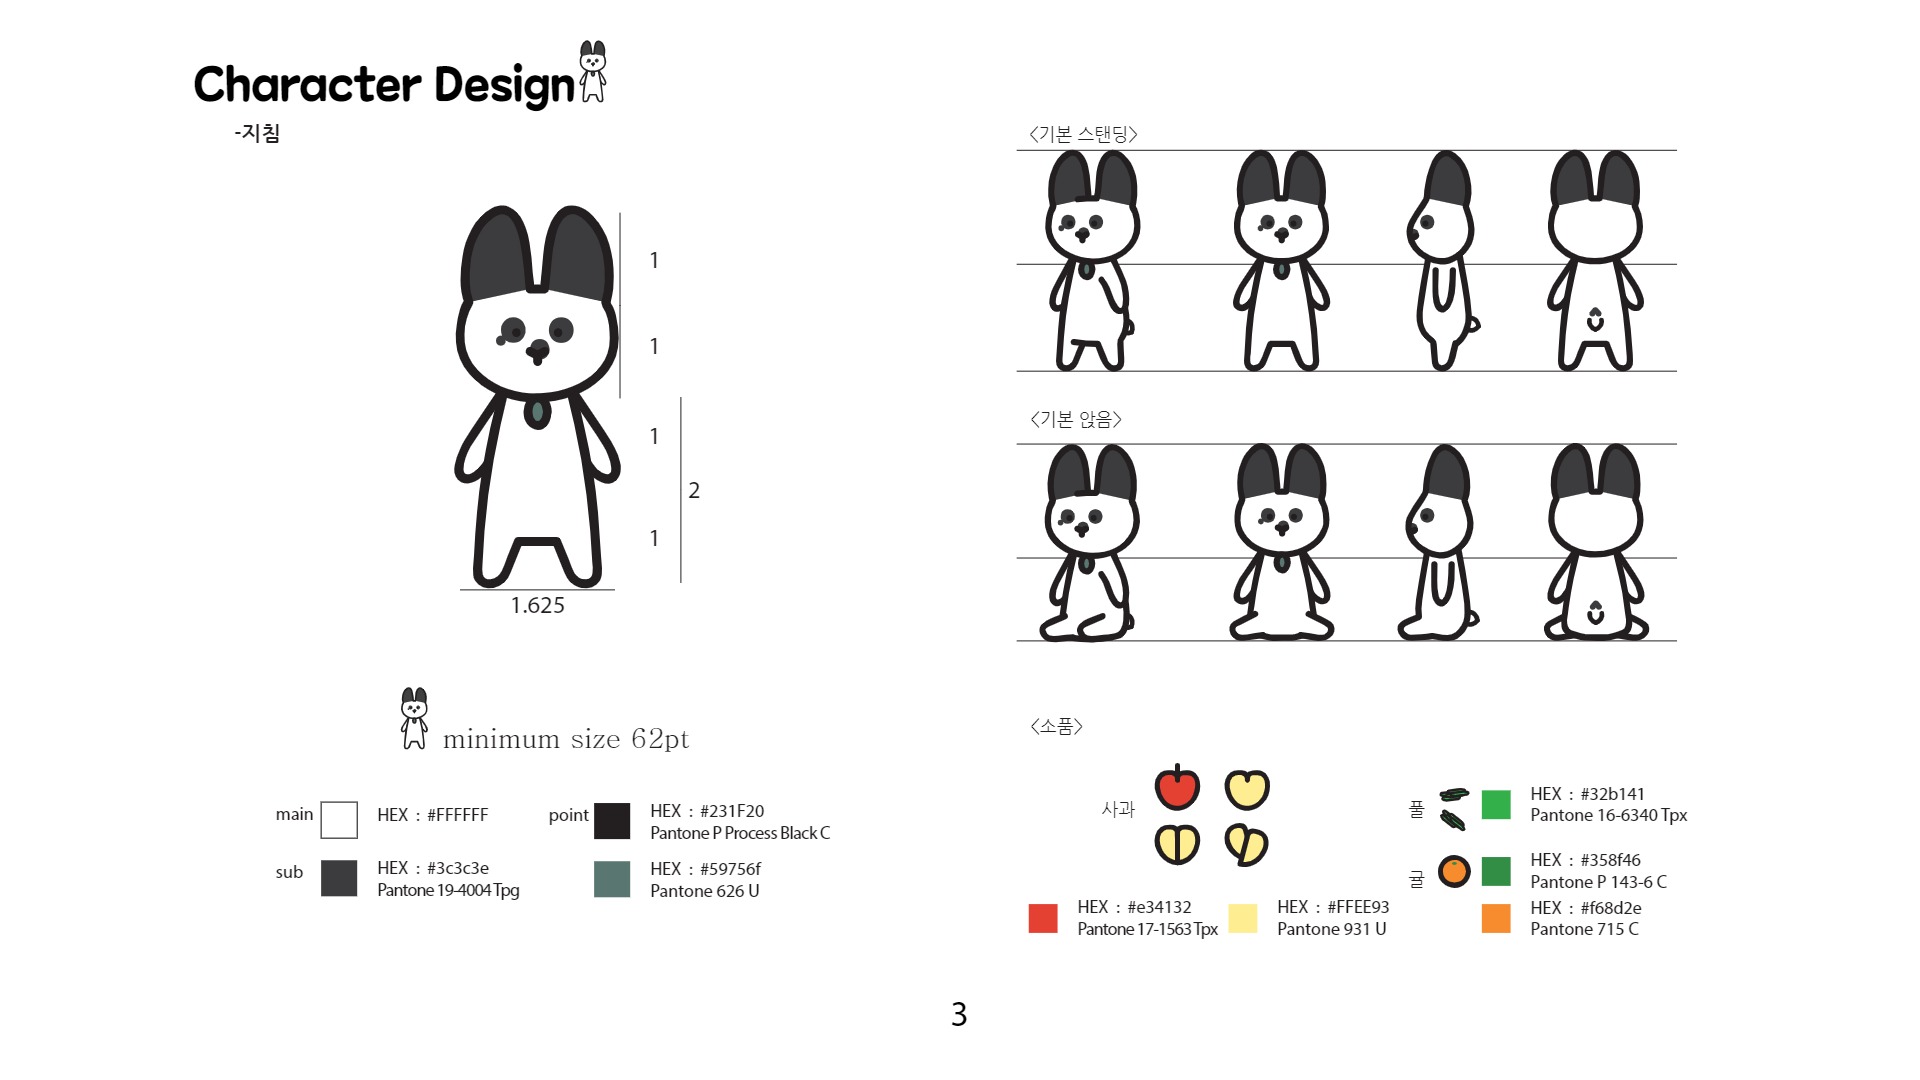 Character Design
-지침
1
1
1
2
1
1.625
minimum size 62pt
main
HEX : #FFFFFF
point
HEX : #231F20
Pantone P Process Black C
sub
HEX : #3c3c3e
Pantone 19-4004 Tpg
HEX : #59756f
Pantone 626 U
<기본 스탠딩>
<기본 앉음>
<소품>
사과
HEX : #e34132
Pantone 17-1563 Tpx
HEX : #FFEE93
Pantone 931 U
풀
HEX : #32b141
Pantone 16-6340 Tpx
귤
HEX : #358f46
Pantone P 143-6 C
HEX : #f68d2e
Pantone 715 C
3